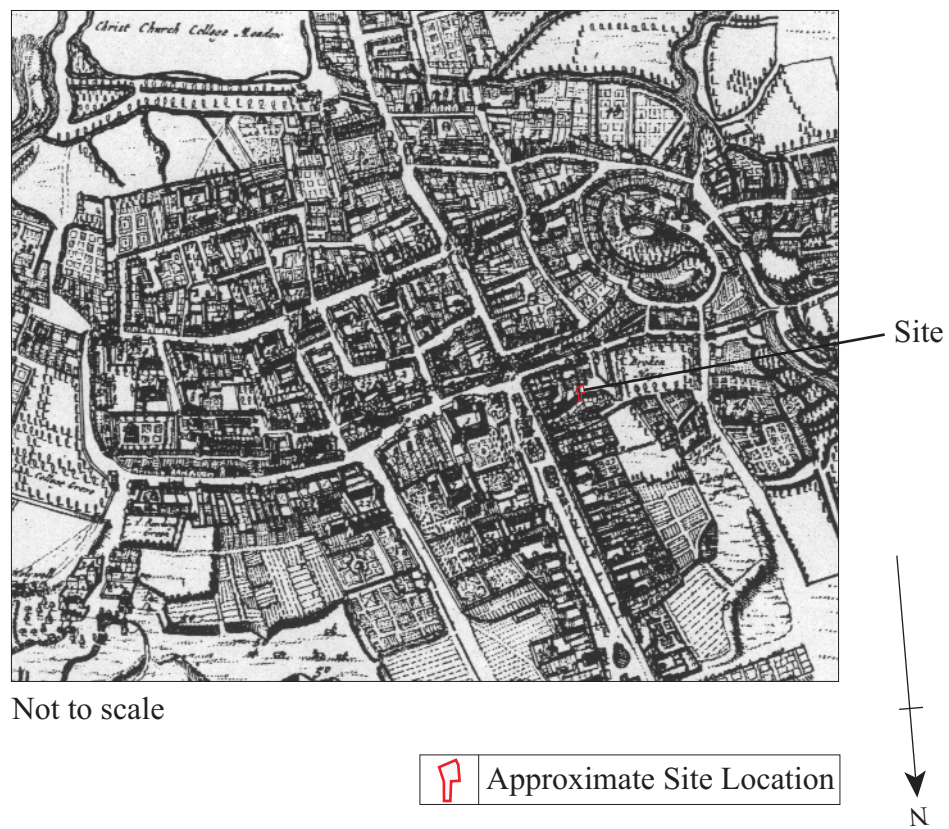 Christ Church College Meadow
Site
Not to scale
Approximate Site Location
N